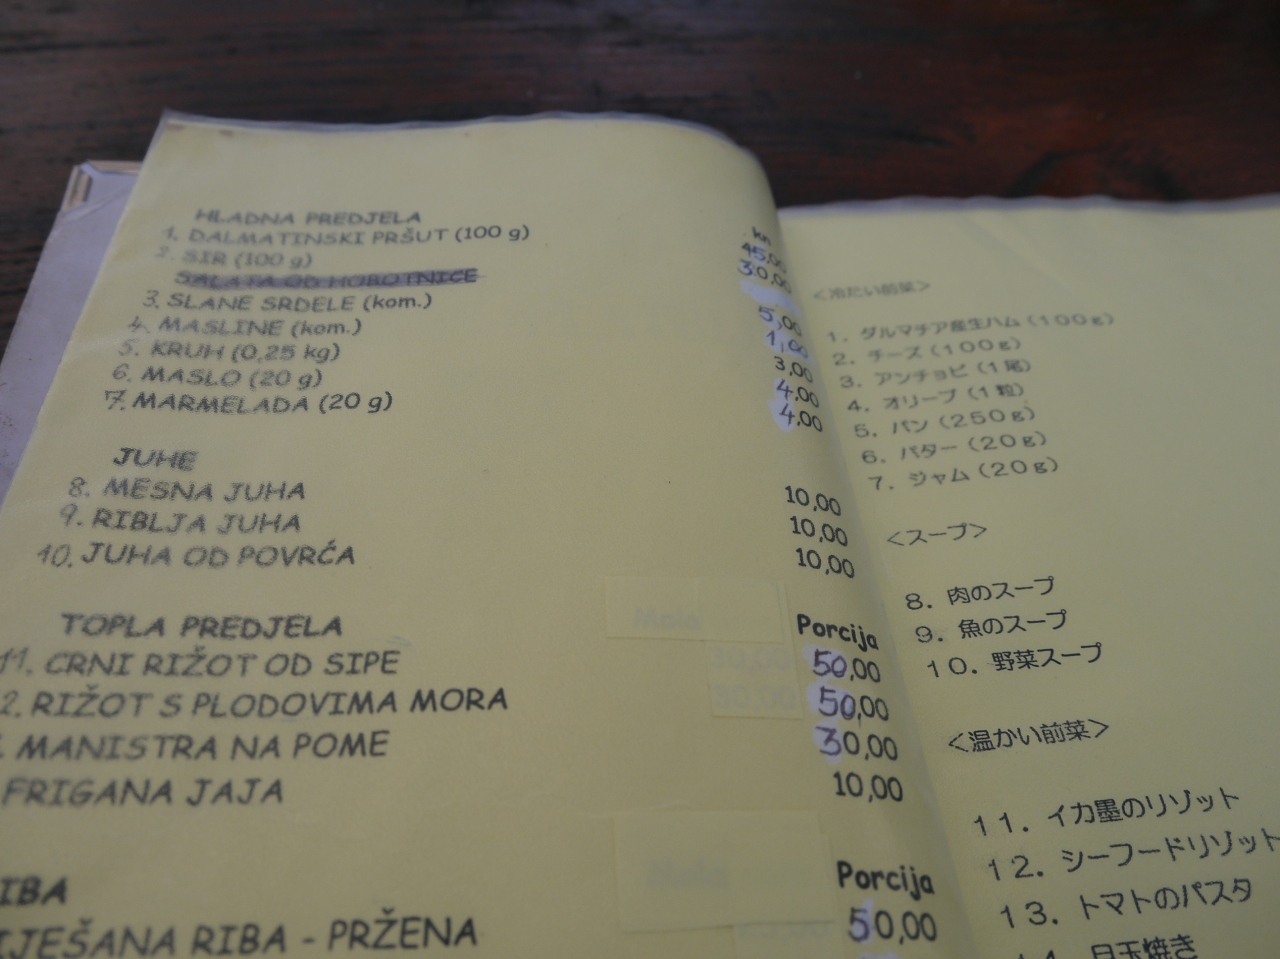 HLADNA PREDJELA
kn
1. DALMATINSKI PRŠUT (100 g) 45,00
2. SIR (100 g) 30,00
SALATA OD HOBOTNICE
3. SLANE SRDELE (kom.) 5,00
4. MASLINE (kom.) 1,00
5. KRUH (0,25 kg) 3,00
6. MASLO (20 g) 4,00
7. MARMELADA (20 g) 4,00
JUHE
8. MESNA JUHA 10,00
9. RIBLJA JUHA 10,00
10. JUHA OD POVRĆA 10,00
TOPLA PREDJELA Porcija
11. CRNI RIŽOT OD SIPE 50,00
2. RIŽOT S PLODOVIMA MORA 50,00
. MANISTRA NA POME 30,00
FRIGANA JAJA 10,00
IBA Porcija
IJEŠANA RIBA - PRŽENA 50,00
<冷たい前菜>
1. ダルマチア産生ハム(100g)
2. チーズ(100g)
3. アンチョビ(1尾)
4. オリーブ(1粒)
5. パン(250g)
6. バター(20g)
7. ジャム(20g)
<スープ>
8. 肉のスープ
9. 魚のスープ
10. 野菜スープ
<温かい前菜>
11. イカ墨のリゾット
12. シーフードリゾット
13. トマトのパスタ
14. 目玉焼き